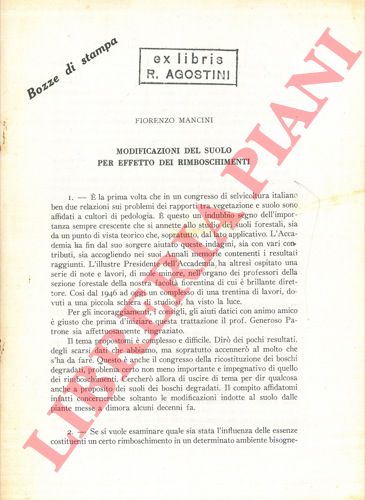 Bozze di stampa
ex libris
R. AGOSTINI
FIORENZO MANCINI
MODIFICAZIONI DEL SUOLO
PER EFFETTO DEI RIMBOSCHIMENTI
1. — È la prima volta che in un congresso di selvicoltura italiano
ben due relazioni sui problemi dei rapporti tra vegetazione e suolo sono
affidati a cultori di pedologia. È questo un indubbio segno dell'impor-
tanza sempre crescente che si annette allo studio dei suoli forestali, sia
da un punto di vista teorico che, soprattutto, dal lato applicativo. L'Acca-
demia ha fin dal suo sorgere aiutato queste indagini, sia con vari con-
tributi, sia accogliendo nei suoi Annali memorie contenenti i risultati
raggiunti. L'illustre Presidente dell'Accademia ha altresì ospitato una
serie di note e lavori, di minor mole, organo dei professori della
sezione forestale della nostra Facoltà fiorentina di cui è brillante diret-
tore. Così dal 1946 ad oggi un complesso di una trentina di lavori, do-
vuti a una piccola schiera di studiosi, ha visto la luce.
Per gli incoraggiamenti, i consigli, gli aiuti datici con animo amico
è giusto che prima d'iniziare questa trattazione il prof. Generoso Pa-
trone sia affettuosamente ringraziato.
Il tema proposto è complesso e difficile. Dirò dei pochi resultati,
degli scarsi dati che abbiamo, ma sopratutto accennerò al molto che
s'ha da fare. Questo è anche il congresso della ricostituzione dei boschi
degradati, problema certo non meno importante e impegnativo di quello
dei rimboschimenti. Cercherò allora di uscire di tema per dir qualcosa
anche dei suoli dei boschi degradati. Il compito affidatomi
infatti concernerebbe soltanto le modificazioni indotte al suolo dalle
piante messe a dimora alcuni decenni fa.
2. — Se si vuole esaminare quale sia stata l'influenza delle essenze
costituenti un certo rimboschimento in un determinato ambiente bisogne-
LIBRERIA PIANI